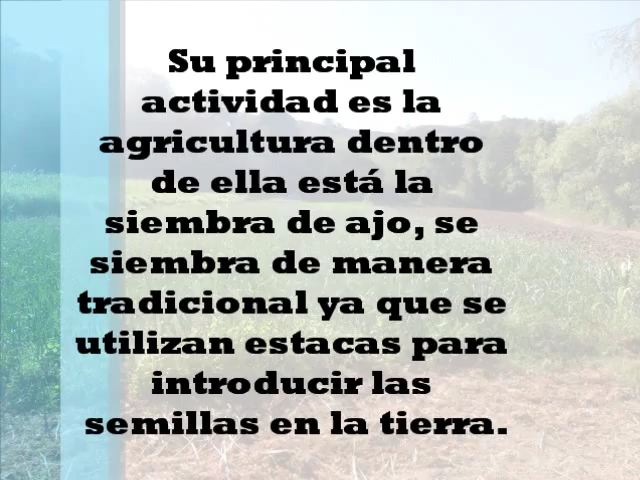 Su principal
actividad es la
agricultura dentro
de ella está la
siembra de ajo, se
siembra de manera
tradicional ya que se
utilizan estacas para
introducir las
semillas en la tierra.